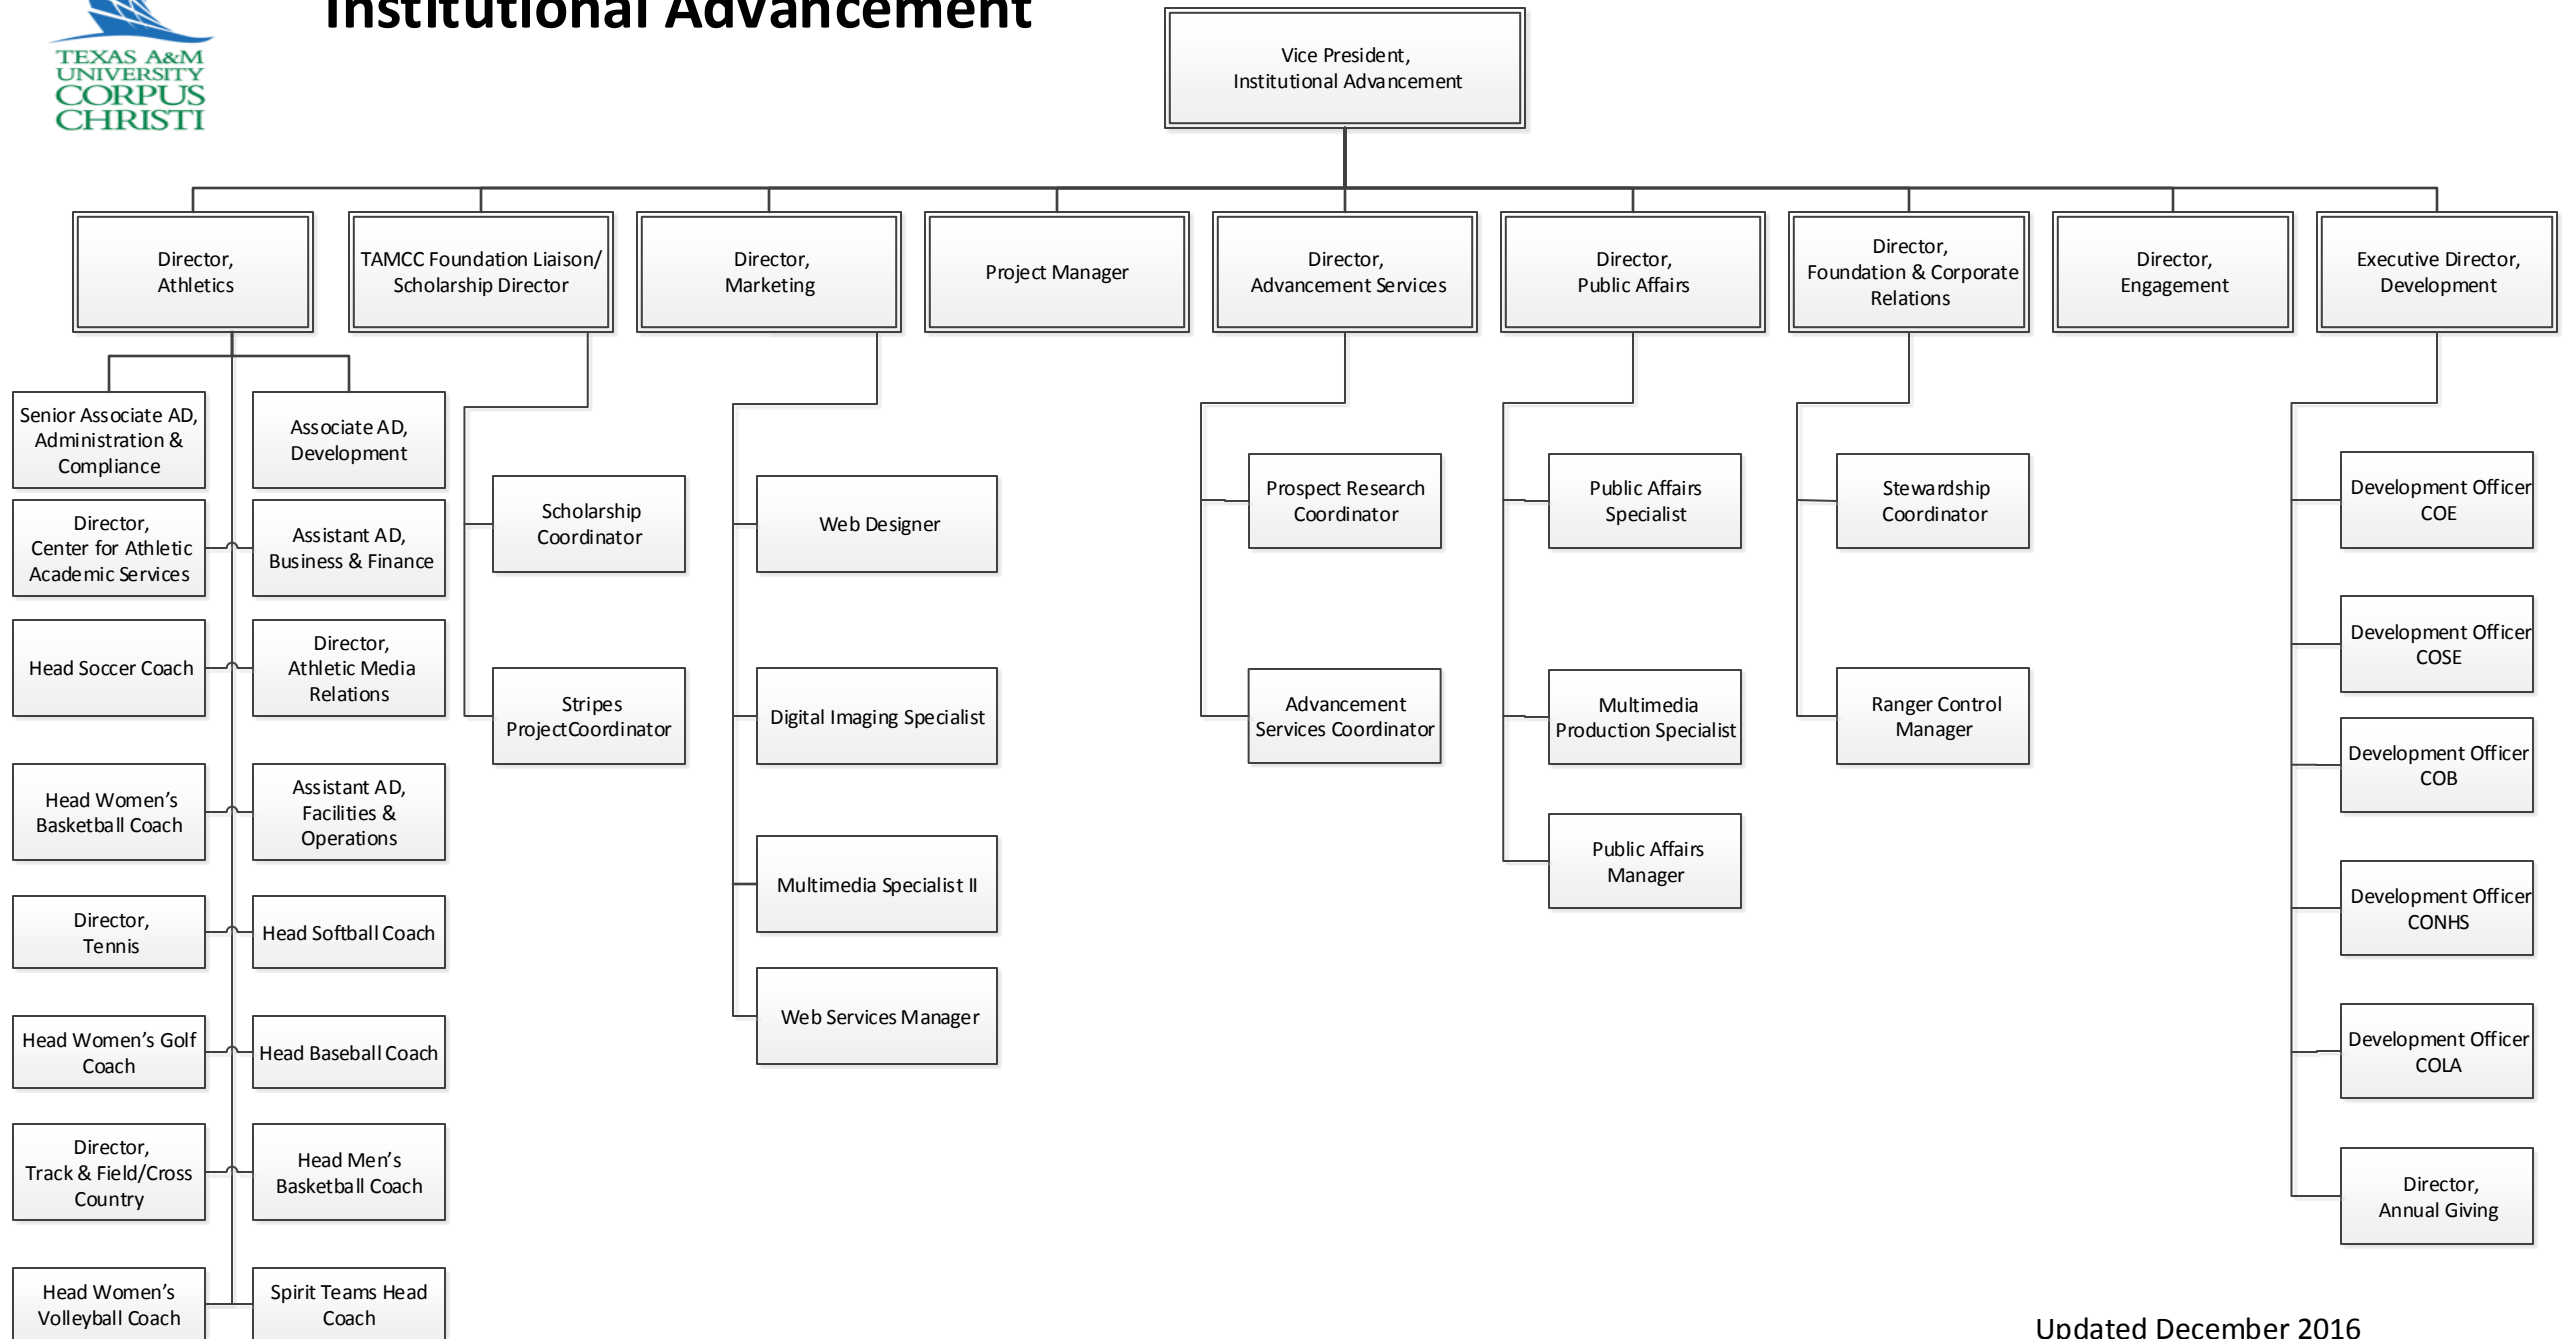 Institutional Advancement
TEXAS A&M
UNIVERSITY
CORPUS
CHRISTI
Vice President,
Institutional Advancement
Director,
Athletics
TAMCC Foundation Liaison/
Scholarship Director
Director,
Marketing
Project Manager
Director,
Advancement Services
Director,
Public Affairs
Director,
Foundation & Corporate
Relations
Director,
Engagement
Executive Director,
Development
Senior Associate AD,
Administration &
Compliance
Associate AD,
Development
Director,
Center for Athletic
Academic Services
Assistant AD,
Business & Finance
Head Soccer Coach
Director,
Athletic Media
Relations
Head Women's
Basketball Coach
Assistant AD,
Facilities &
Operations
Director,
Tennis
Head Softball Coach
Head Women's Golf
Coach
Head Baseball Coach
Director,
Track & Field/Cross
Country
Head Men's
Basketball Coach
Head Women's
Volleyball Coach
Spirit Teams Head
Coach
Scholarship
Coordinator
Stripes
ProjectCoordinator
Web Designer
Digital Imaging Specialist
Multimedia Specialist II
Web Services Manager
Prospect Research
Coordinator
Advancement
Services Coordinator
Public Affairs
Specialist
Multimedia
Production Specialist
Public Affairs
Manager
Stewardship
Coordinator
Ranger Control
Manager
Development Officer
COE
Development Officer
COSE
Development Officer
COB
Development Officer
CONHS
Development Officer
COLA
Director,
Annual Giving
Updated December 2016